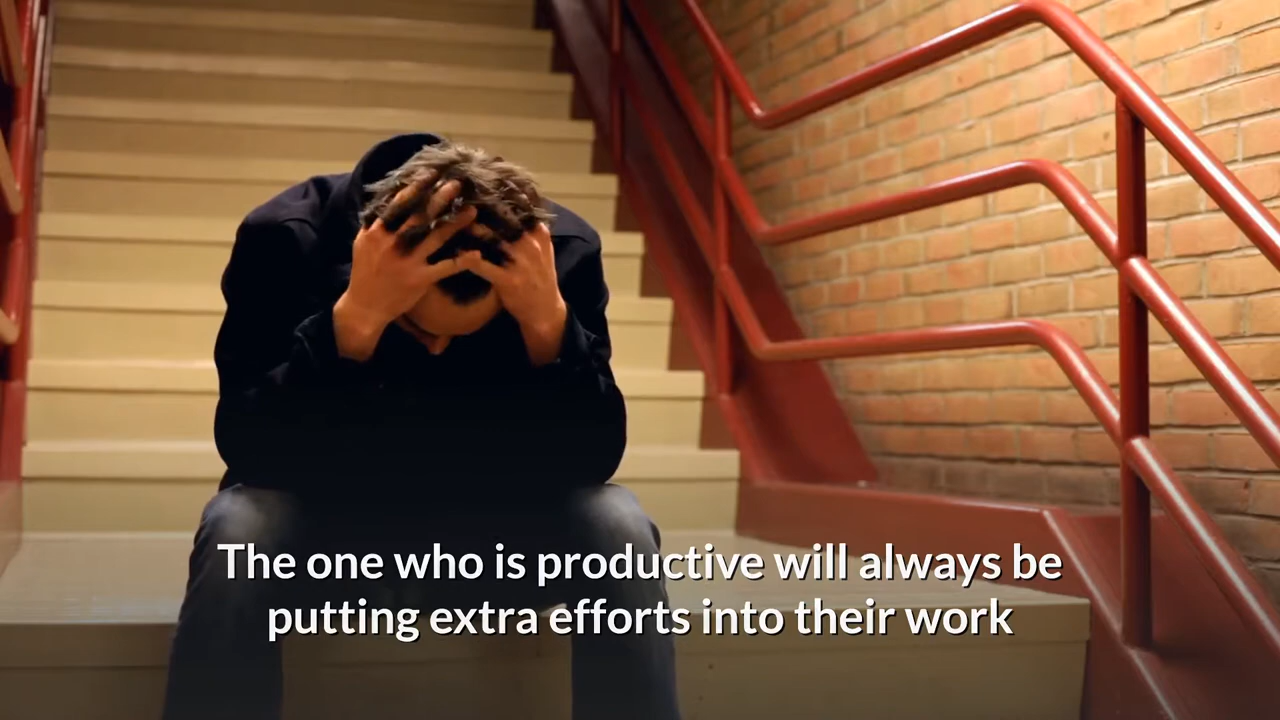 The one who is productive will always be
putting extra efforts into their work